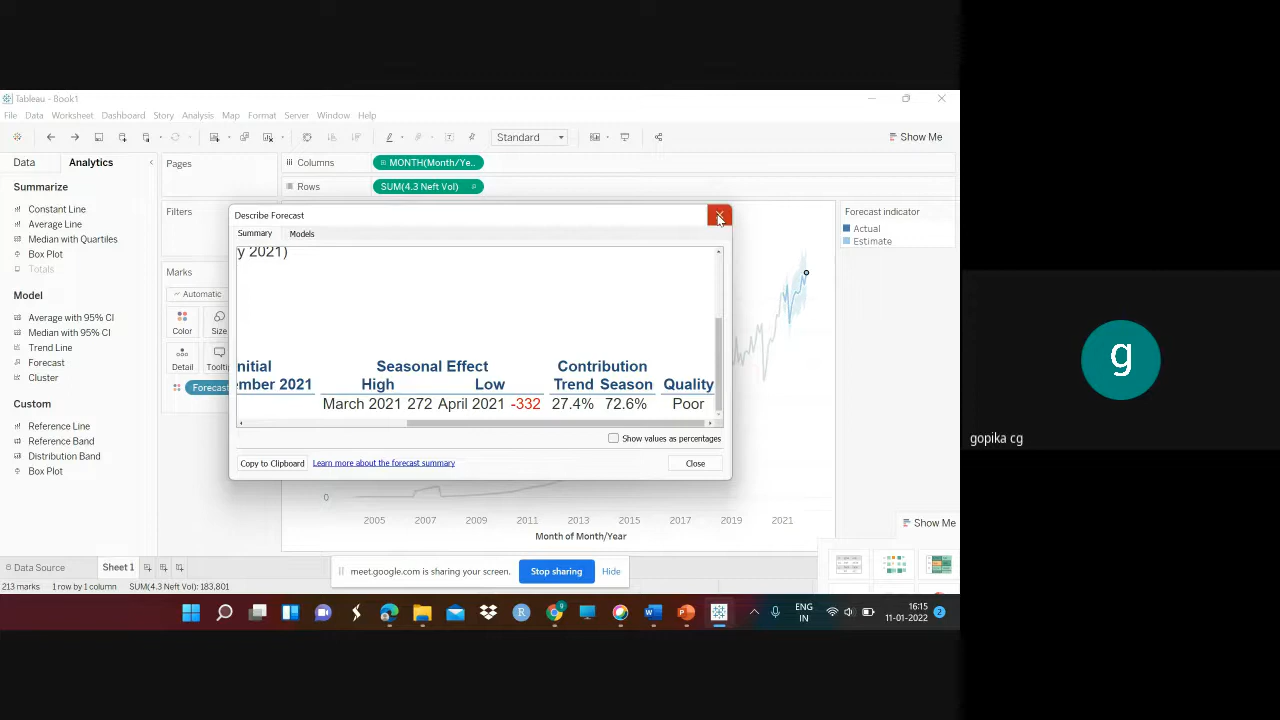 Tableau - Book1
File Data Worksheet Dashboard Story Analysis Map Format Server Window Help
Standard
Show Me
Data Analytics
Pages
Columns
MONTH(Month/Ye..
Rows
SUM(4.3 Neft Vol)
Summarize
Constant Line
Average Line
Median with Quartiles
Box Plot
Totals
Model
Average with 95% CI
Median with 95% CI
Trend Line
Forecast
Cluster
Custom
Reference Line
Reference Band
Distribution Band
Box Plot
Filters
Marks
Automatic
Color Size
Detail Toolti
Forecast
Describe Forecast
Summary Models
y 2021)
nitial Seasonal Effect Contribution
ember 2021 High Low Trend Season Quality
March 2021 272 April 2021 -332 27.4% 72.6% Poor
Show values as percentages
Copy to Clipboard Learn more about the forecast summary Close
Forecast indicator
Actual
Estimate
0
2005 2007 2009 2011 2013 2015 2017 2019 2021
Month of Month/Year
Show Me
Data Source Sheet 1
meet.google.com is sharing your screen. Stop sharing Hide
213 marks 1 row by 1 column SUM(4.3 Neft Vol): 183.801
ENG
IN
16:15
11-01-2022
2
g
gopika cg